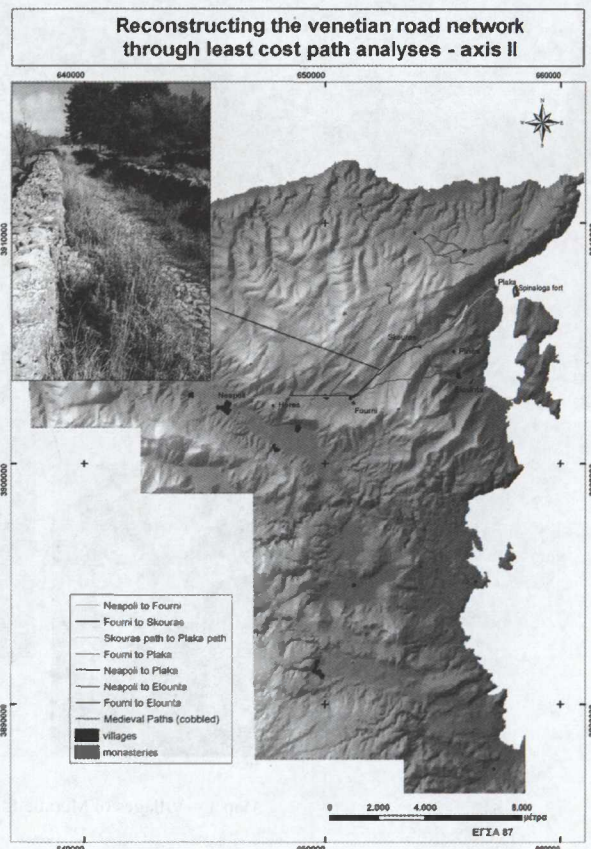 Reconstructing the venetian road network
through least cost path analyses - axis II
640000 650000 660000
N
3910000
Plaka
Spinaloga fort
Skouras
Neapoli
Fourni
3900000
3890000
Neapoli to Fourni
Fourni to Skouras
Skouras path to Plaka path
Fourni to Plaka
Neapoli to Plaka
Neapoli to Elounta
Fourni to Elounta
Medieval Paths (cobbled)
villages
monasteries
0 2.000 4.000 8.000
μέτρα
ΕΓΣΑ 87